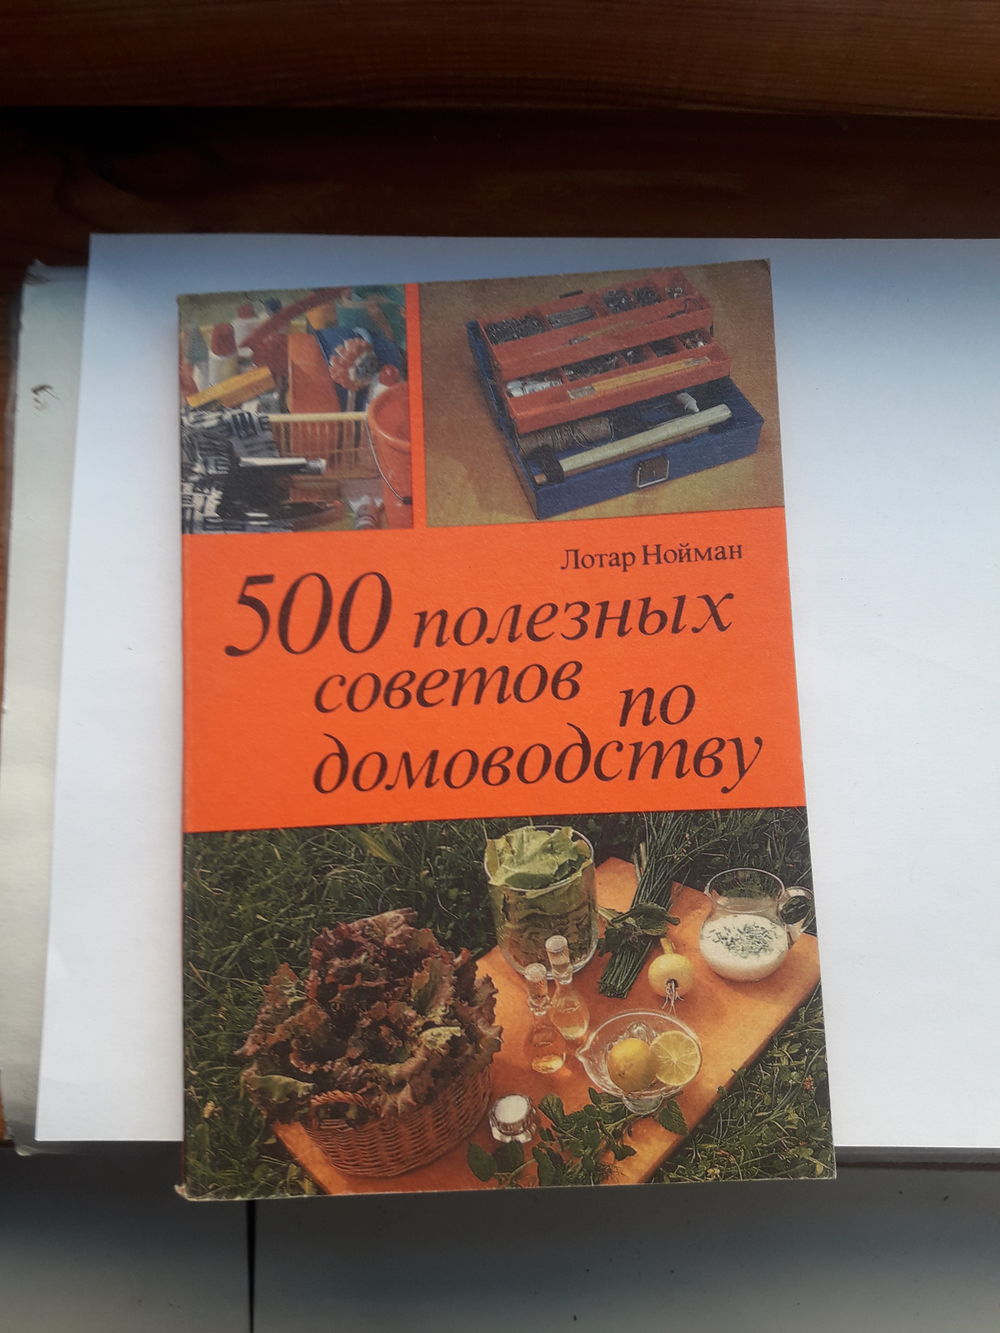 Лотар Нойман
500 полезных
советов по
домоводству